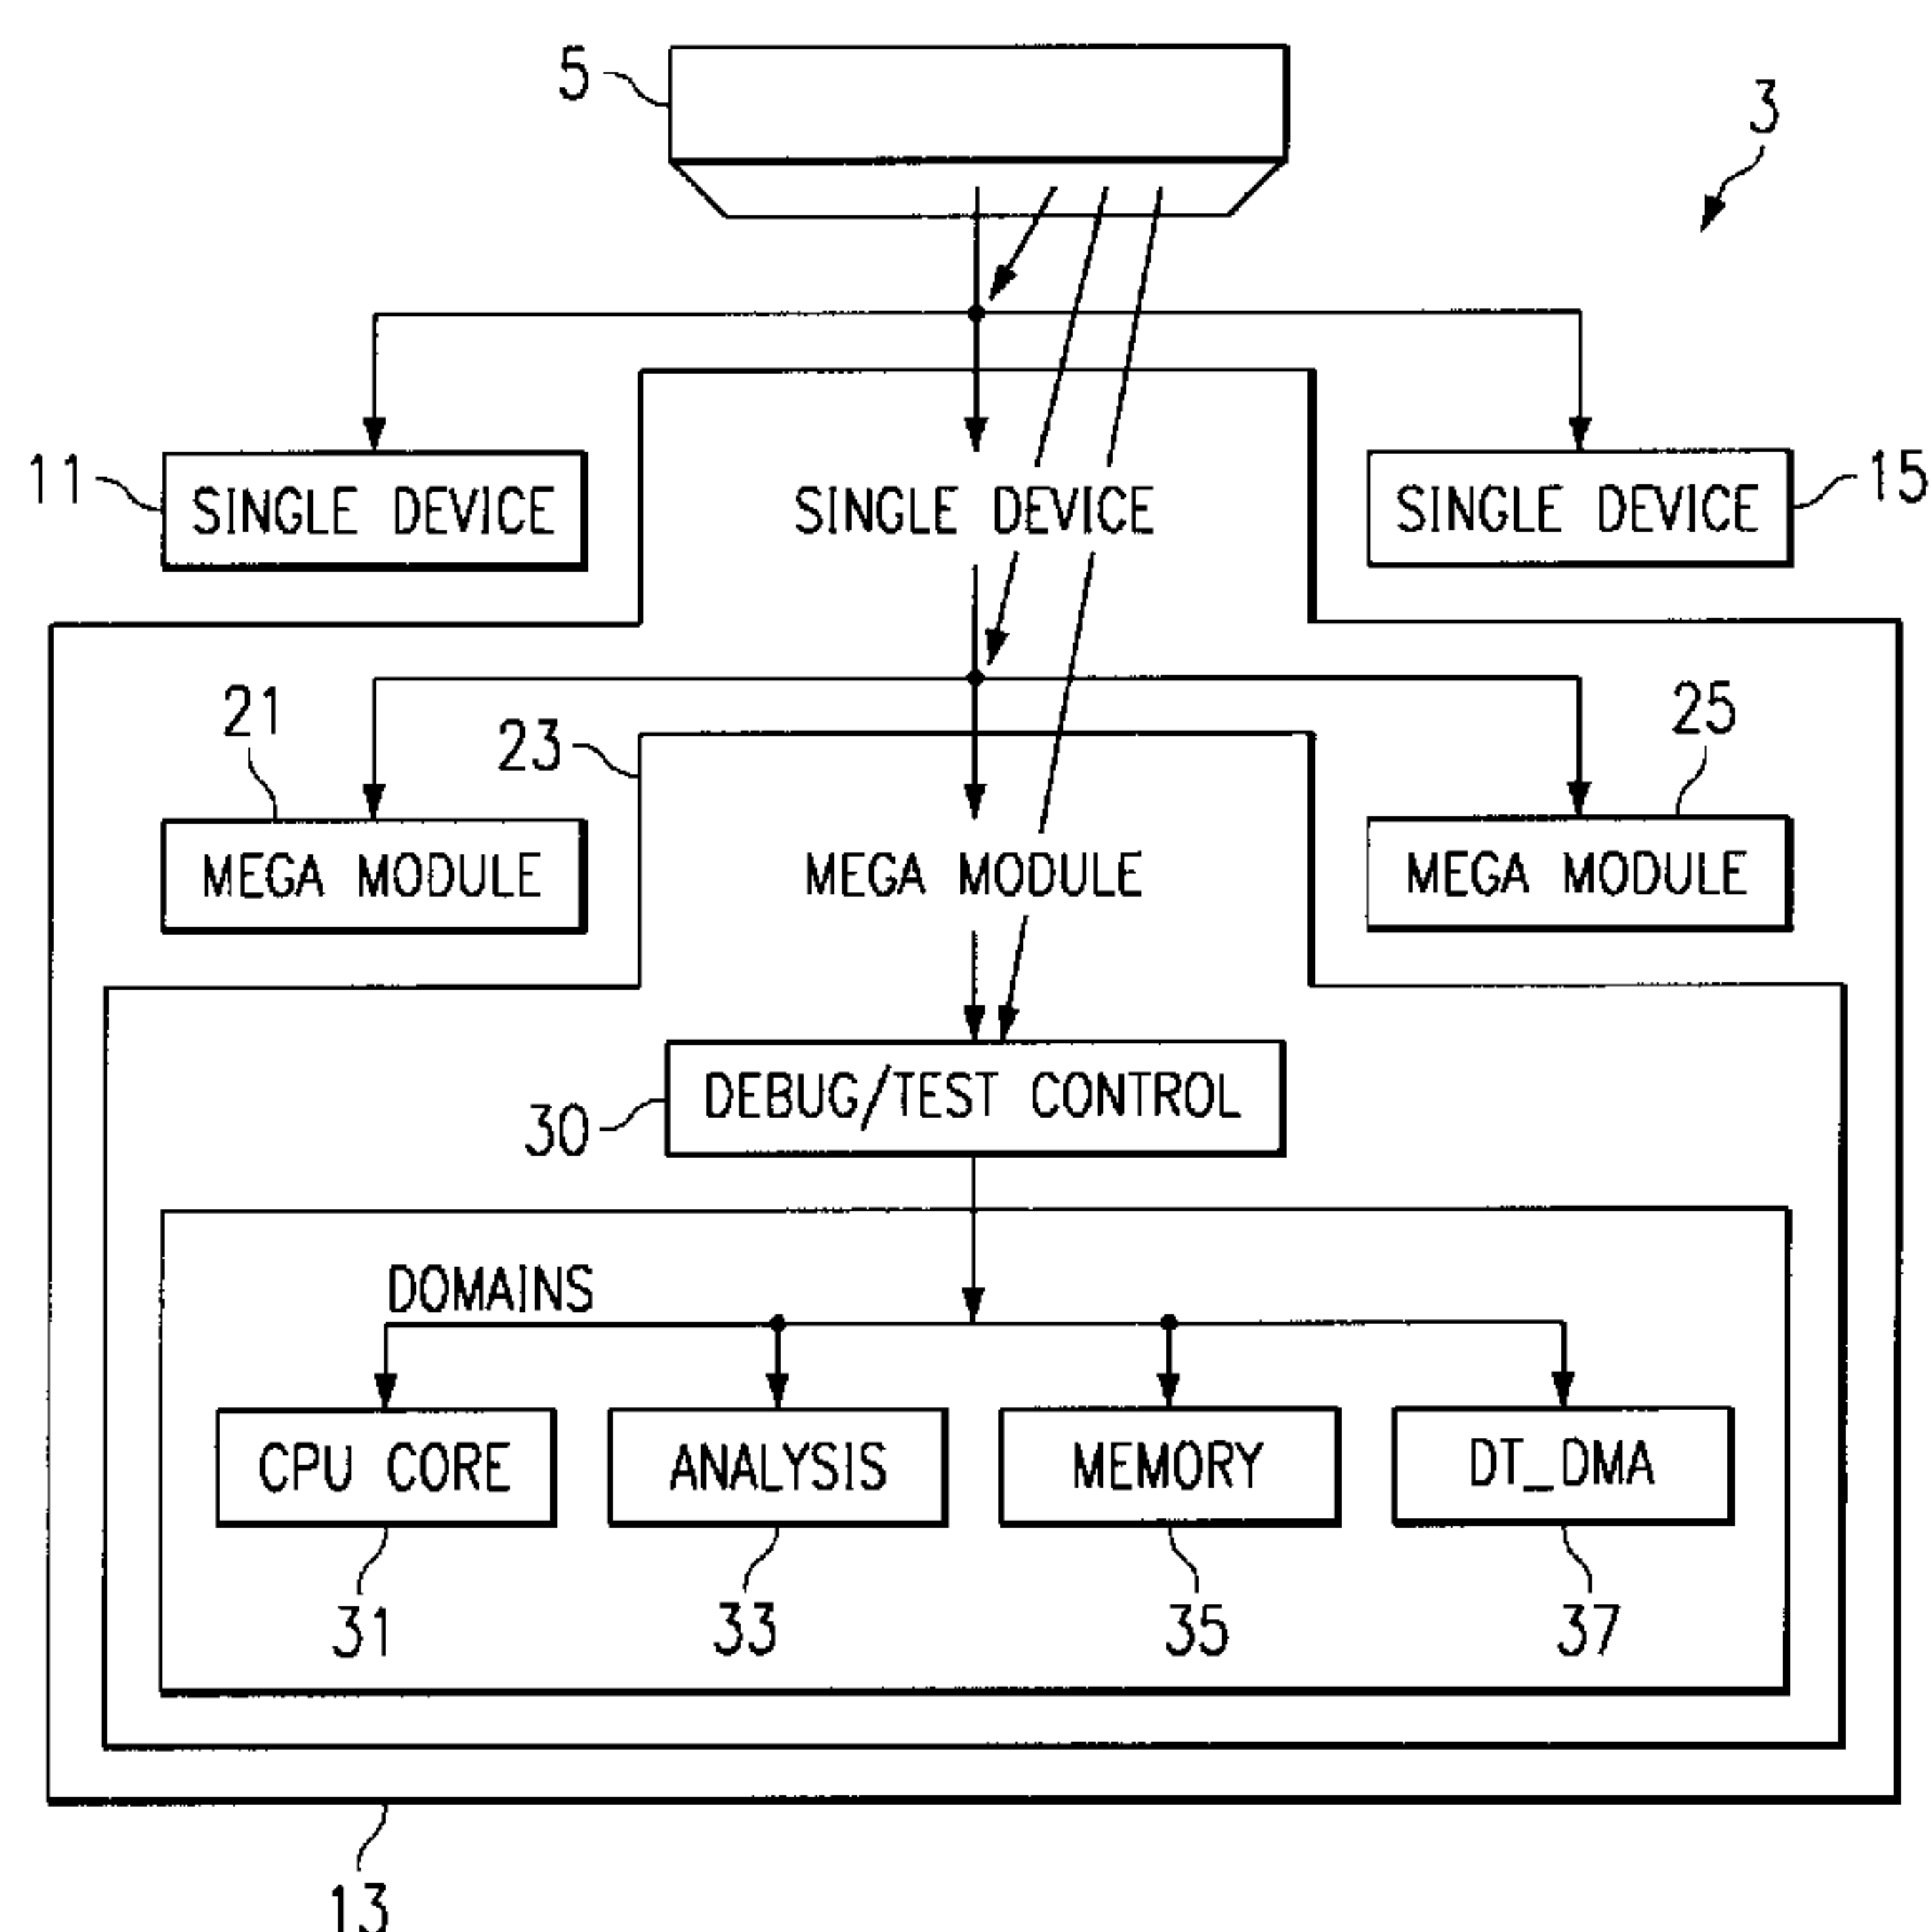 5
3
11
SINGLE DEVICE
SINGLE DEVICE
SINGLE DEVICE
15
21
23
25
MEGA MODULE
MEGA MODULE
MEGA MODULE
30
DEBUG/TEST CONTROL
DOMAINS
CPU CORE
ANALYSIS
MEMORY
DT_DMA
31
33
35
37
13